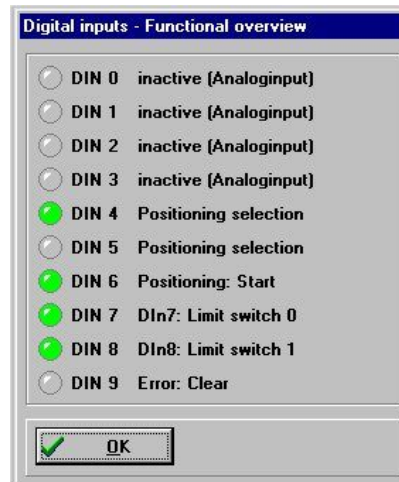 Digital inputs - Functional overview
DIN 0 inactive (Analoginput)
DIN 1 inactive (Analoginput)
DIN 2 inactive (Analoginput)
DIN 3 inactive (Analoginput)
DIN 4 Positioning selection
DIN 5 Positioning selection
DIN 6 Positioning: Start
DIN 7 DIn7: Limit switch 0
DIN 8 DIn8: Limit switch 1
DIN 9 Error: Clear
OK